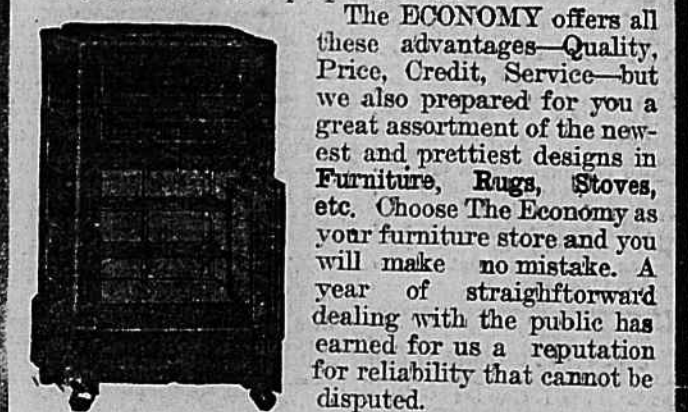 The ECONOMY offers all
these advantages—Quality,
Price, Credit, Service—but
we also prepared for you a
great assortment of the new-
est and prettiest designs in
Furniture, Rugs, Stoves,
etc. Choose The Economy as
your furniture store and you
will make no mistake. A
year of straighftorward
dealing with the public has
earned for us a reputation
for reliability that cannot be
disputed.